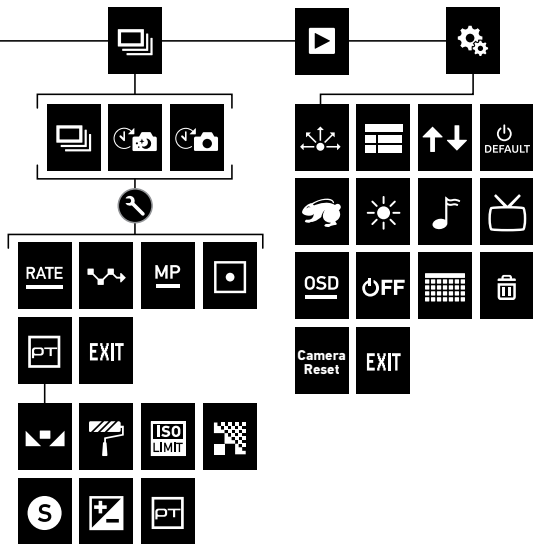 DEFAULT
RATE
MP
OSD
OFF
PT
EXIT
Camera
Reset
EXIT
ISO
LIMIT
S
PT